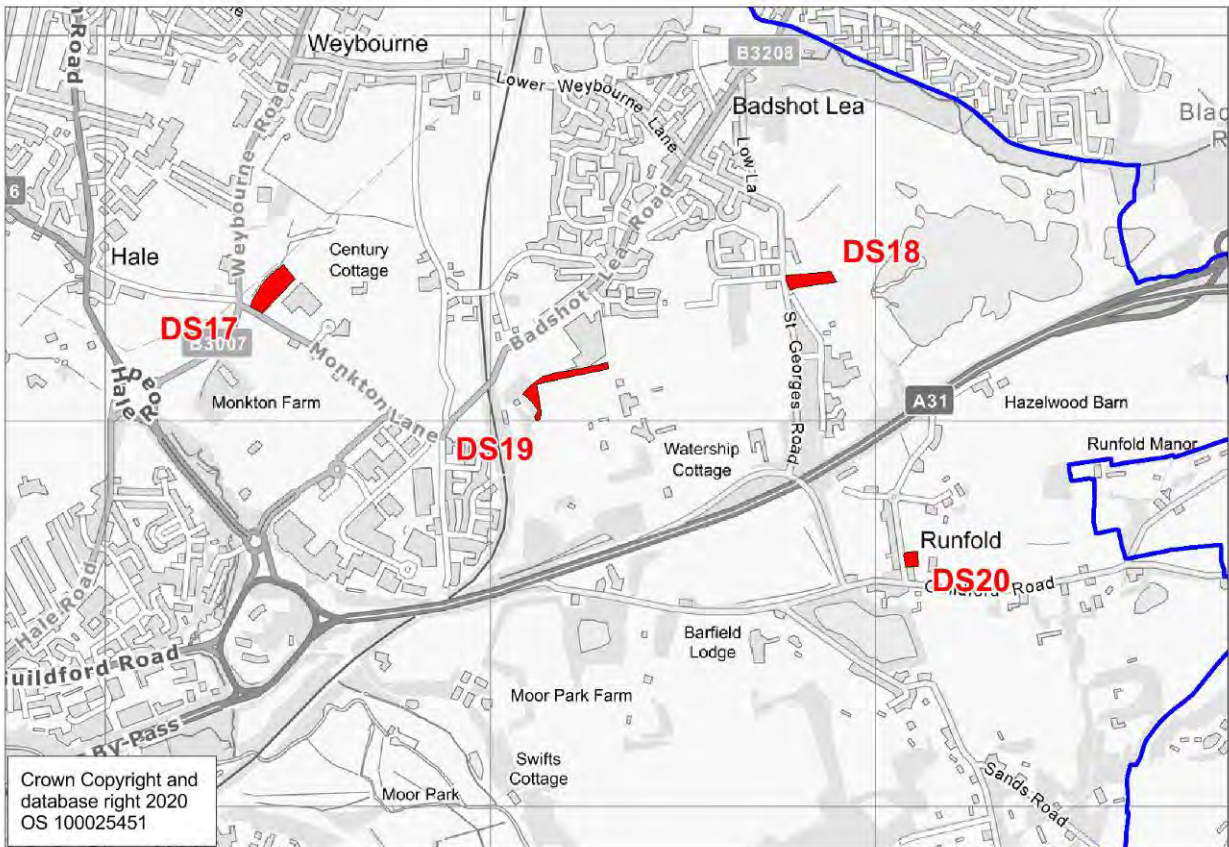 Weybourne
B3208
Lower Weybourne Lane
Badshot Lea
Low La
Road
Weybourne Road
6
Hale
Century
Cottage
DS18
DS17
B3007
Badshot Lea Road
St Georges Road
Hale Road
Monkton Lane
Monkton Farm
A31
Hazelwood Barn
DS19
Watership
Cottage
Runfold Manor
Runfold
DS20
Guildford Road
Hale Road
Barfield
Lodge
Guildford Road
Moor Park Farm
By-Pass
Swifts
Cottage
Moor Park
Sands Road
Crown Copyright and
database right 2020
OS 100025451